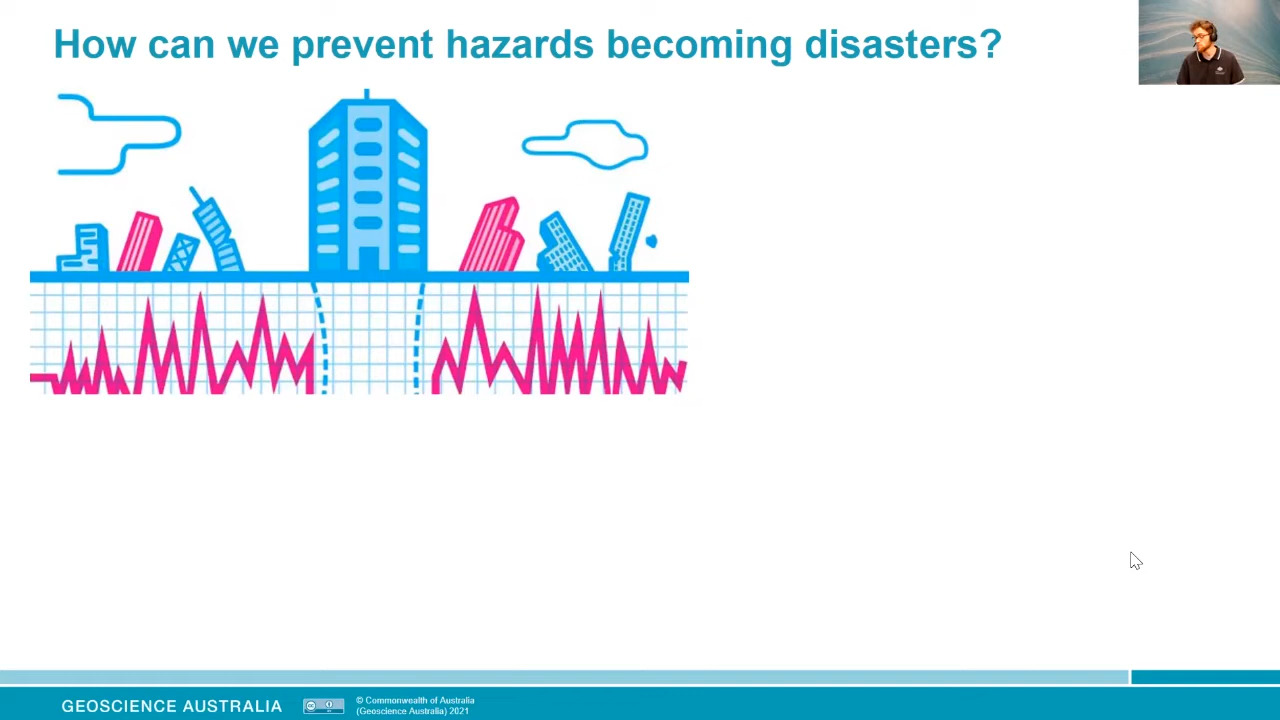 How can we prevent hazards becoming disasters?
GEOSCIENCE AUSTRALIA
© Commonwealth of Australia
(Geoscience Australia) 2021